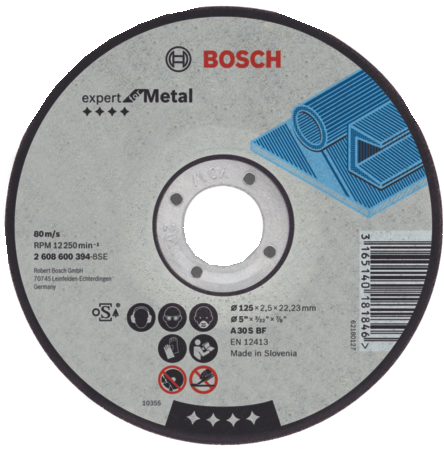 BOSCH
expert for Metal
80 m/s
RPM 12 250 min⁻¹
2 608 600 394-8SE
Robert Bosch GmbH
70745 Leinfelden-Echterdingen
Germany
oSa
Ø 125 × 2,5 × 22,23 mm
Ø 5" × 3/32" × 7/8"
A 30 S BF
EN 12413
Made in Slovenia
3 165140 181846 >
62180127
10355